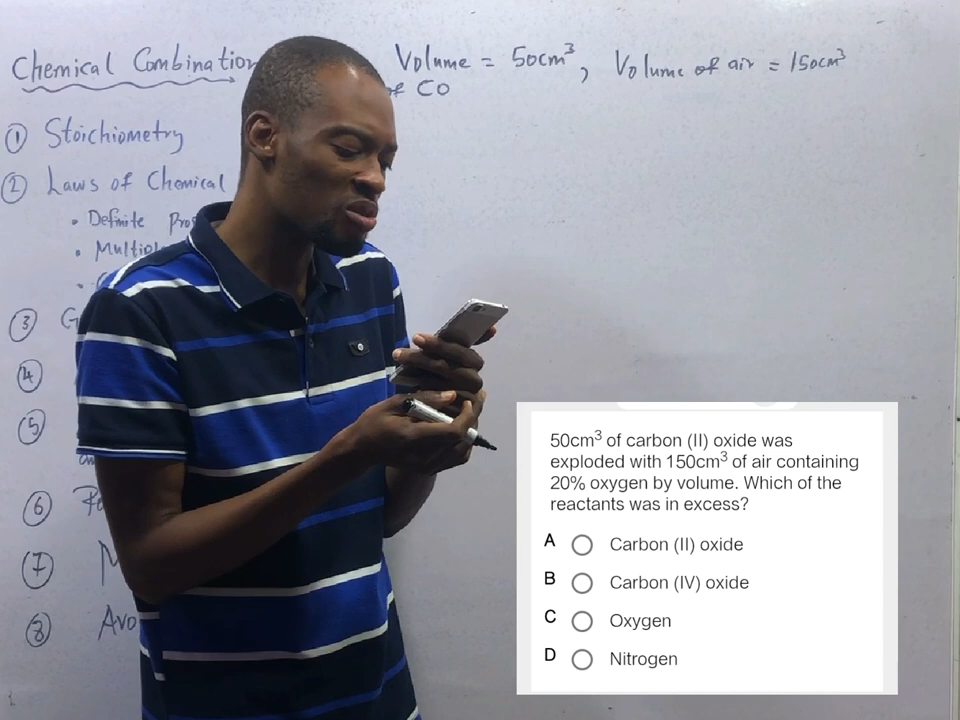 Chemical Combination
① Stoichiometry
② Laws of Chemical
• Definite
•
③
④
⑤
⑥
⑦
⑧
Volume = 50cm³, Volume of air = 150cm³
of CO
50cm³ of carbon (II) oxide was
exploded with 150cm³ of air containing
20% oxygen by volume. Which of the
reactants was in excess?
A Carbon (II) oxide
B Carbon (IV) oxide
C Oxygen
D Nitrogen